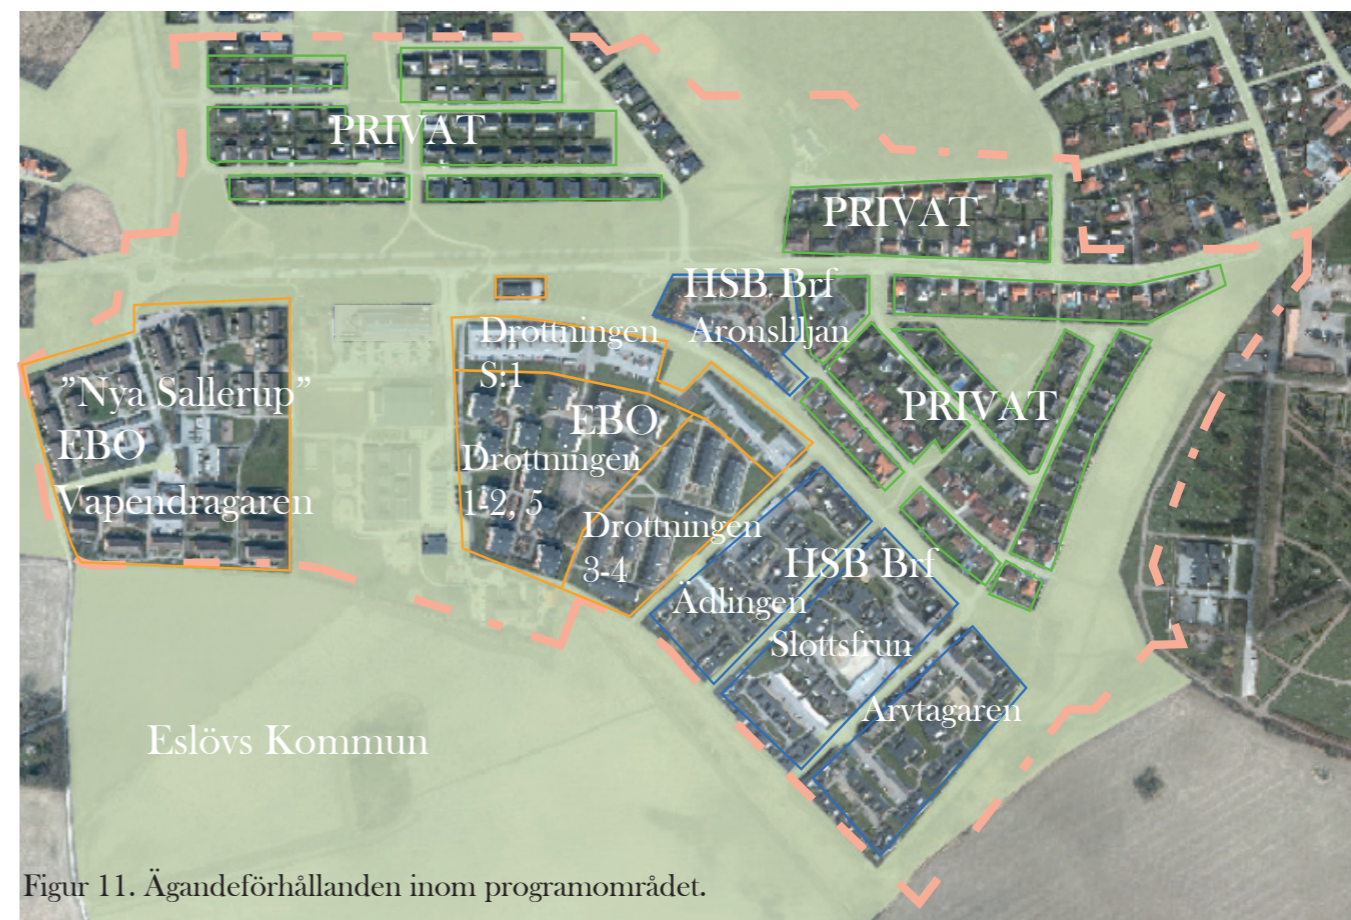 PRIVAT
PRIVAT
HSB Brf
Aronsliljan
Drottningen
S:1
"Nya Sallerup"
EBO
Vapendragaren
EBO
Drottningen
1-2, 5
PRIVAT
Drottningen
3-4
HSB Brf
Ädlingen
Slottsfrun
Arvtagaren
Eslövs Kommun
Figur 11. Ägandeförhållanden inom programområdet.